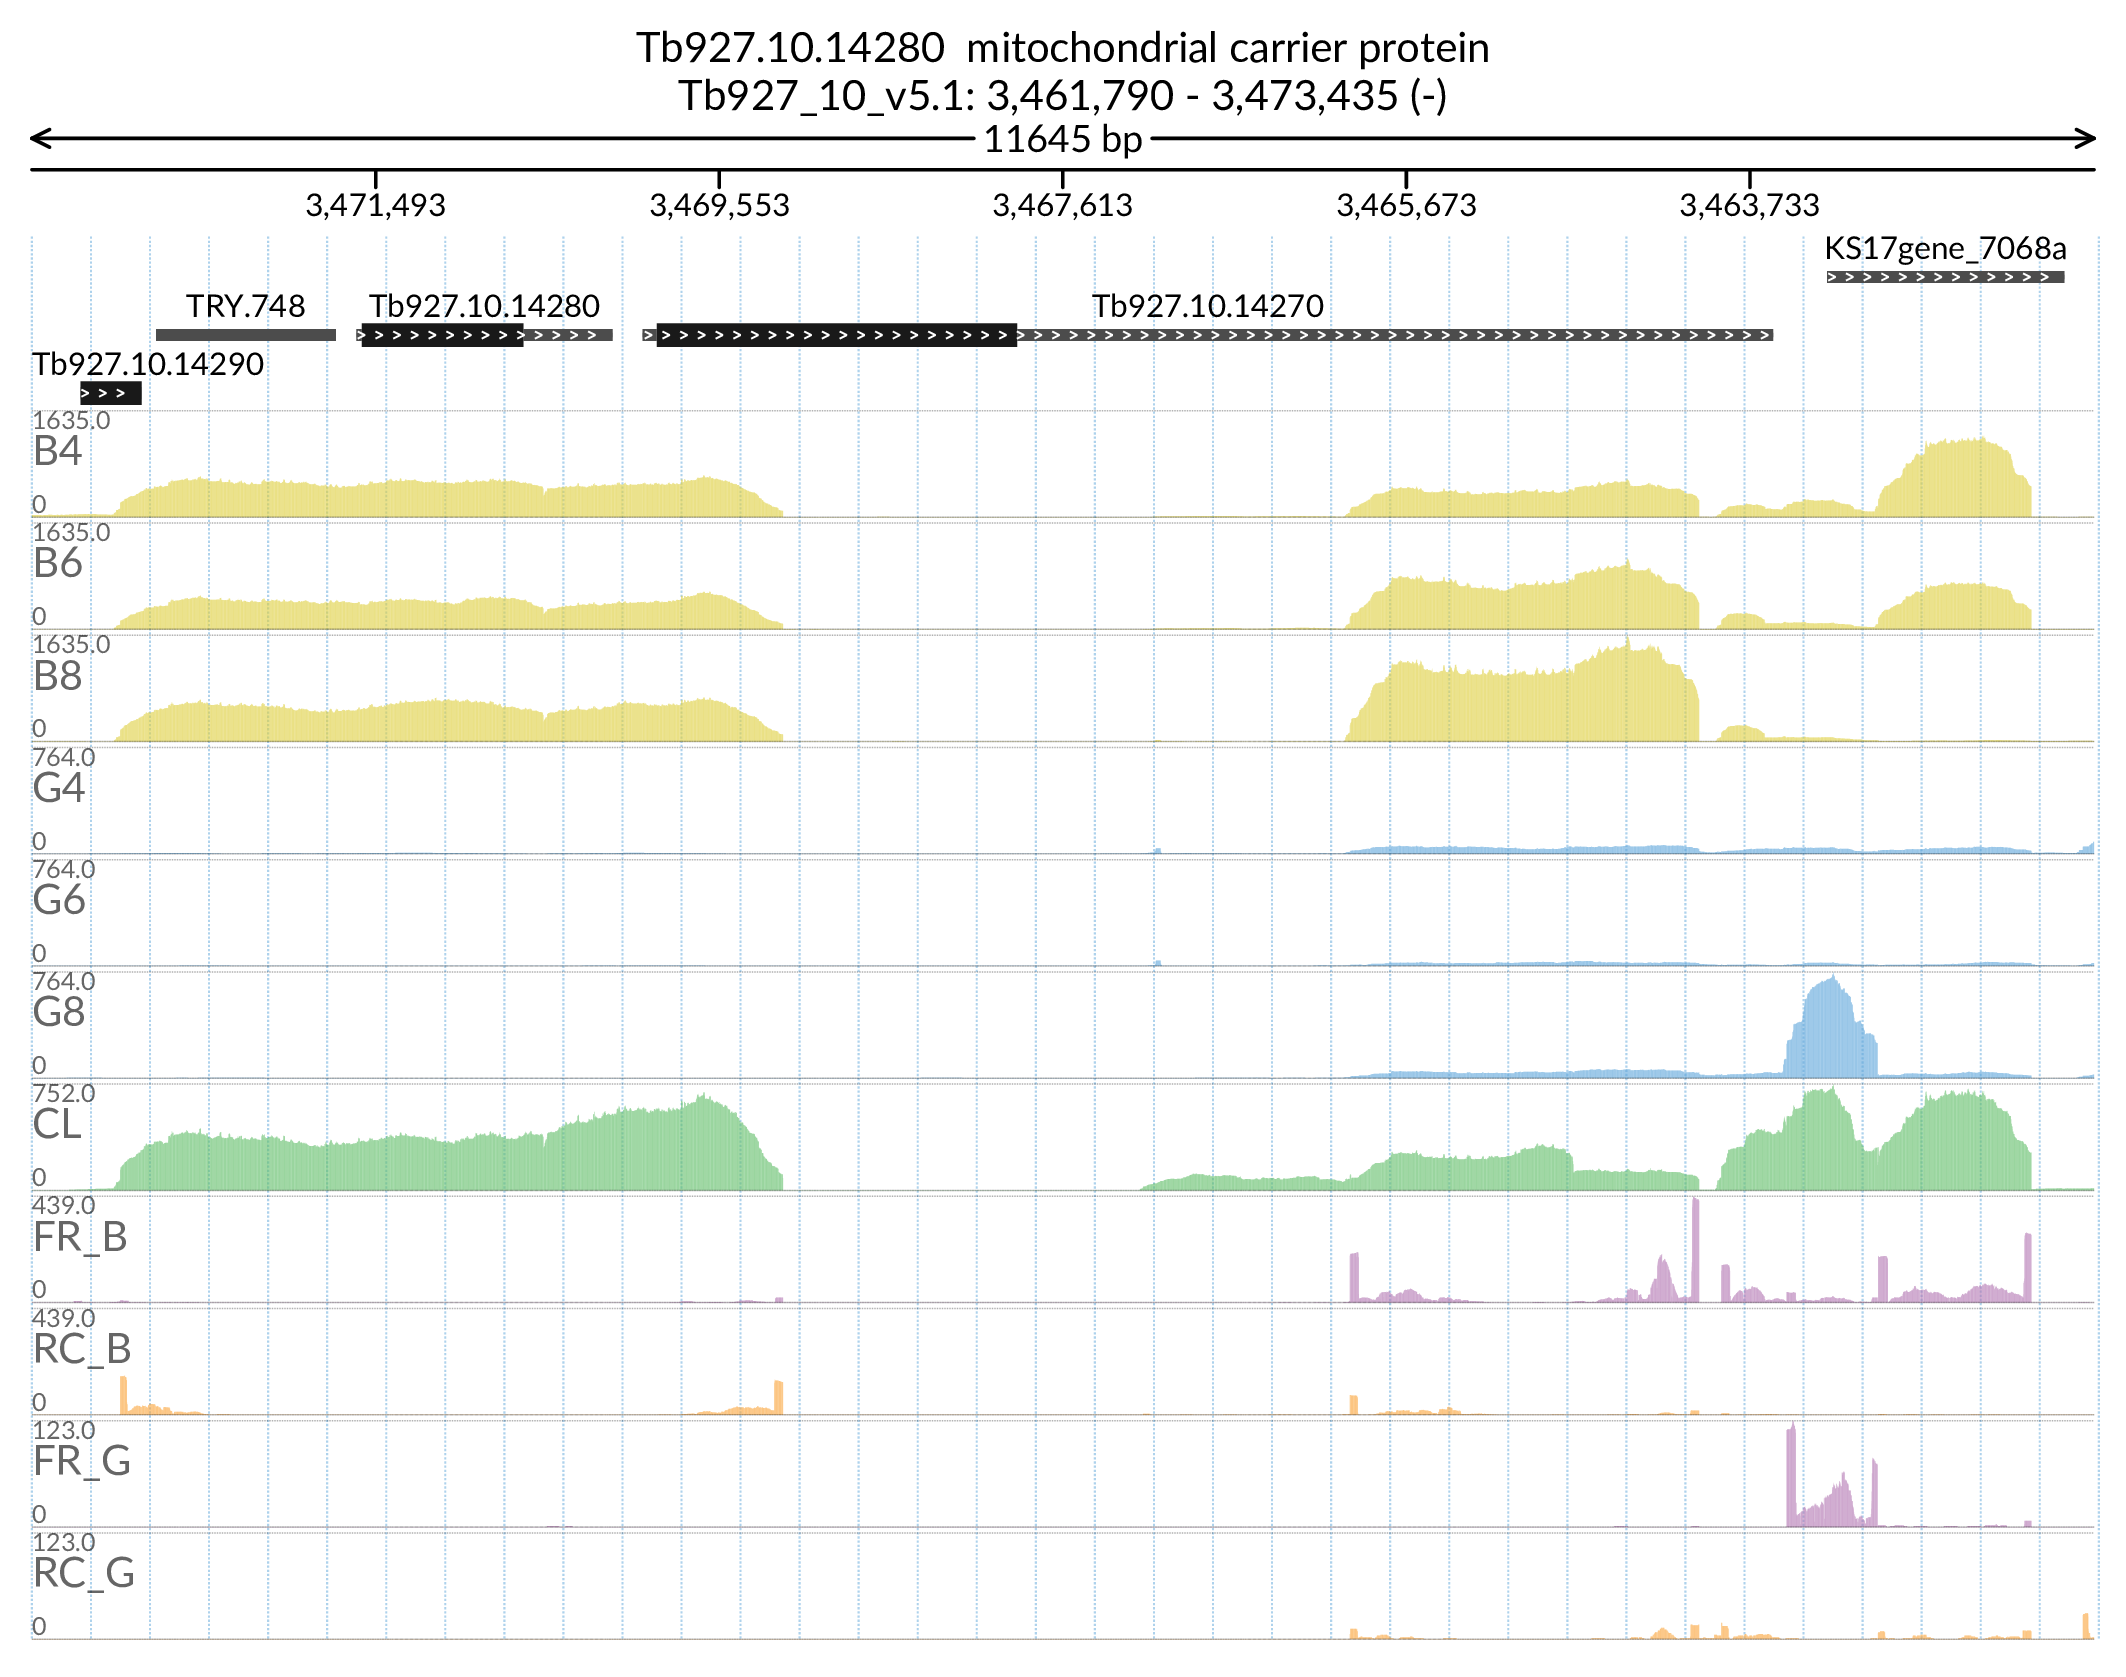 Tb927.10.14280  mitochondrial carrier protein
Tb927_10_v5.1: 3,461,790 - 3,473,435 (-)
11645 bp
3,471,493 3,469,553 3,467,613 3,465,673 3,463,733
KS17gene_7068a
TRY.748 Tb927.10.14280 Tb927.10.14270
Tb927.10.14290
1635.0
B4
0
1635.0
B6
0
1635.0
B8
0
764.0
G4
0
764.0
G6
0
764.0
G8
0
752.0
CL
0
439.0
FR_B
0
439.0
RC_B
0
123.0
FR_G
0
123.0
RC_G
0